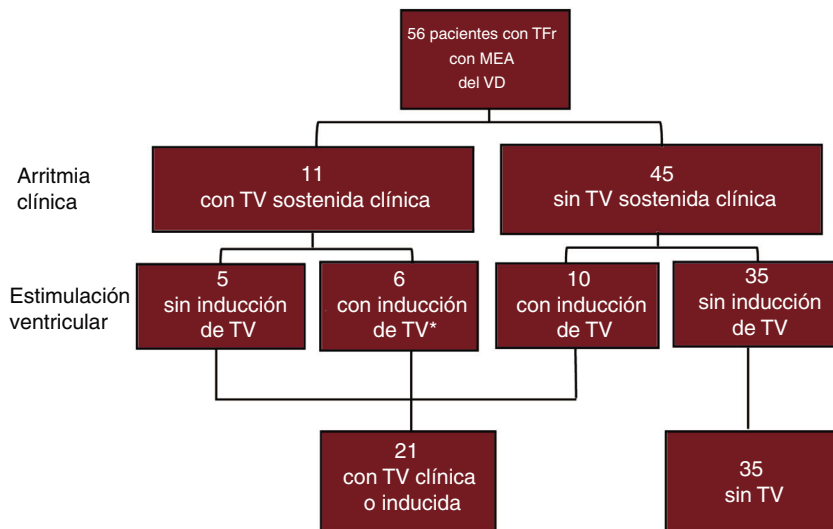 56 pacientes con TFr
con MEA
del VD
Arritmia
clínica
11
con TV sostenida clínica
45
sin TV sostenida clínica
Estimulación
ventricular
5
sin inducción
de TV
6
con inducción
de TV*
10
con inducción
de TV
35
sin inducción
de TV
21
con TV clínica
o inducida
35
sin TV